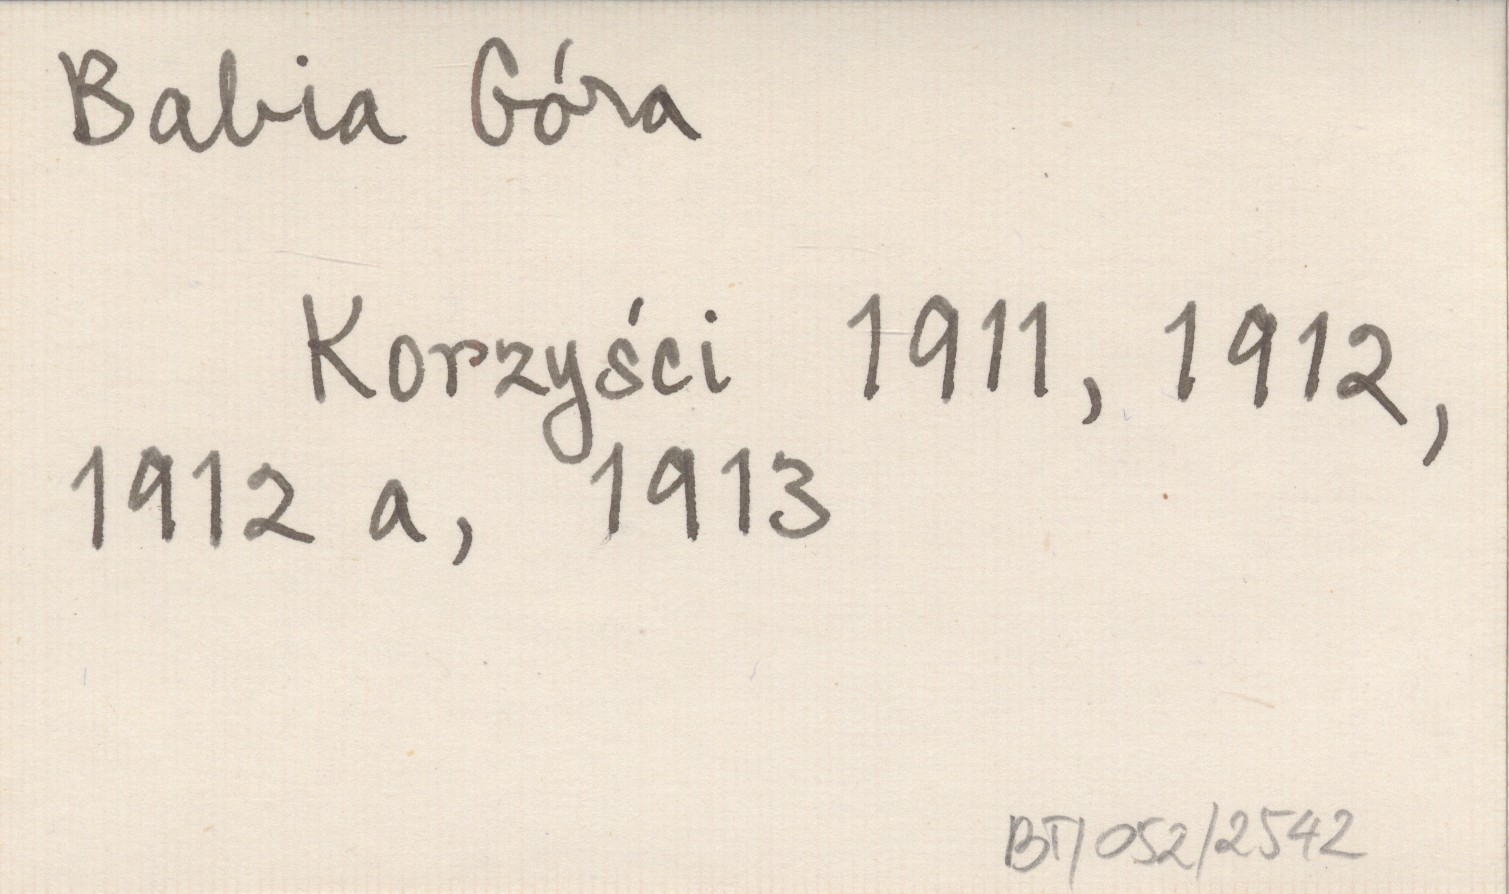 Babia Góra
Korzyści 1911, 1912,
1912 a, 1913
BT/052/2542